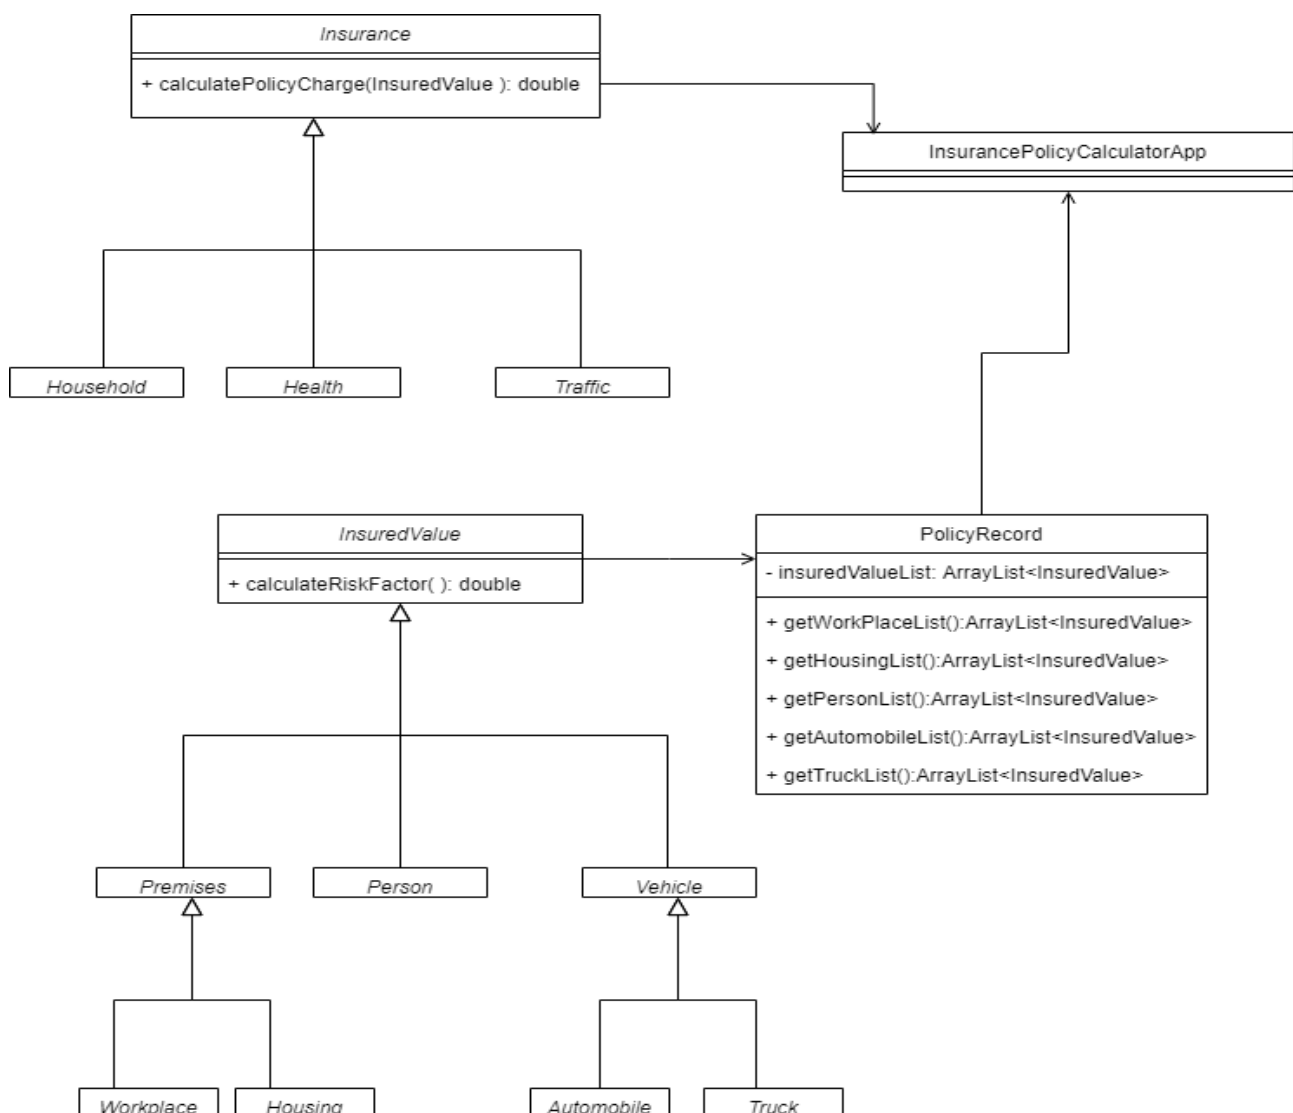 Insurance
+ calculatePolicyCharge(InsuredValue ): double
InsurancePolicyCalculatorApp
Household
Health
Traffic
InsuredValue
+ calculateRiskFactor( ): double
PolicyRecord
- insuredValueList: ArrayList<InsuredValue>
+ getWorkPlaceList():ArrayList<InsuredValue>
+ getHousingList():ArrayList<InsuredValue>
+ getPersonList():ArrayList<InsuredValue>
+ getAutomobileList():ArrayList<InsuredValue>
+ getTruckList():ArrayList<InsuredValue>
Premises
Person
Vehicle
Workplace
Housing
Automobile
Truck